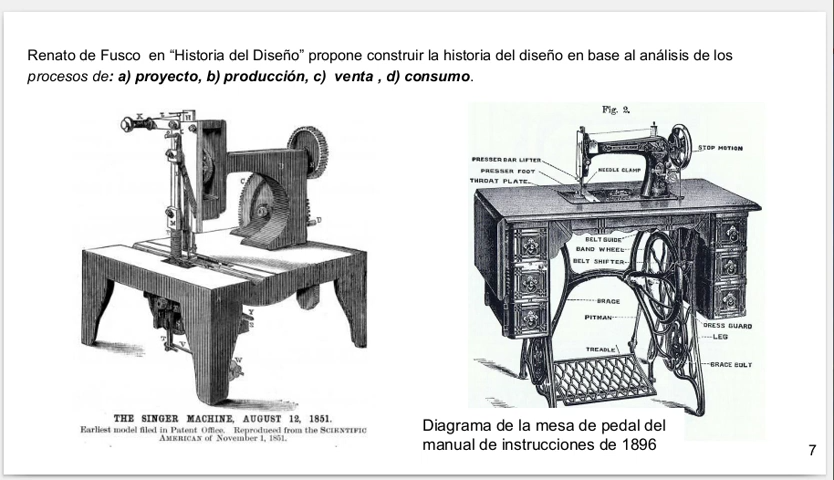 Renato de Fusco en “Historia del Diseño” propone construir la historia del diseño en base al análisis de los
procesos de: a) proyecto, b) producción, c) venta , d) consumo.
X
C
D
Y
T
V
W
THE SINGER MACHINE, AUGUST 12, 1851.
Earliest model filed in Patent Office. Reproduced from the SCIENTIFIC
AMERICAN of November 1, 1851.
Fig. 2.
STOP MOTION
PRESSER BAR LIFTER
PRESSER FOOT
NEEDLE CLAMP
THROAT PLATE
BELT GUIDE
BAND WHEEL
BELT SHIFTER
BRACE
PITMAN
DRESS GUARD
LEG
TREADLE
BRACE BOLT
Diagrama de la mesa de pedal del
manual de instrucciones de 1896
7